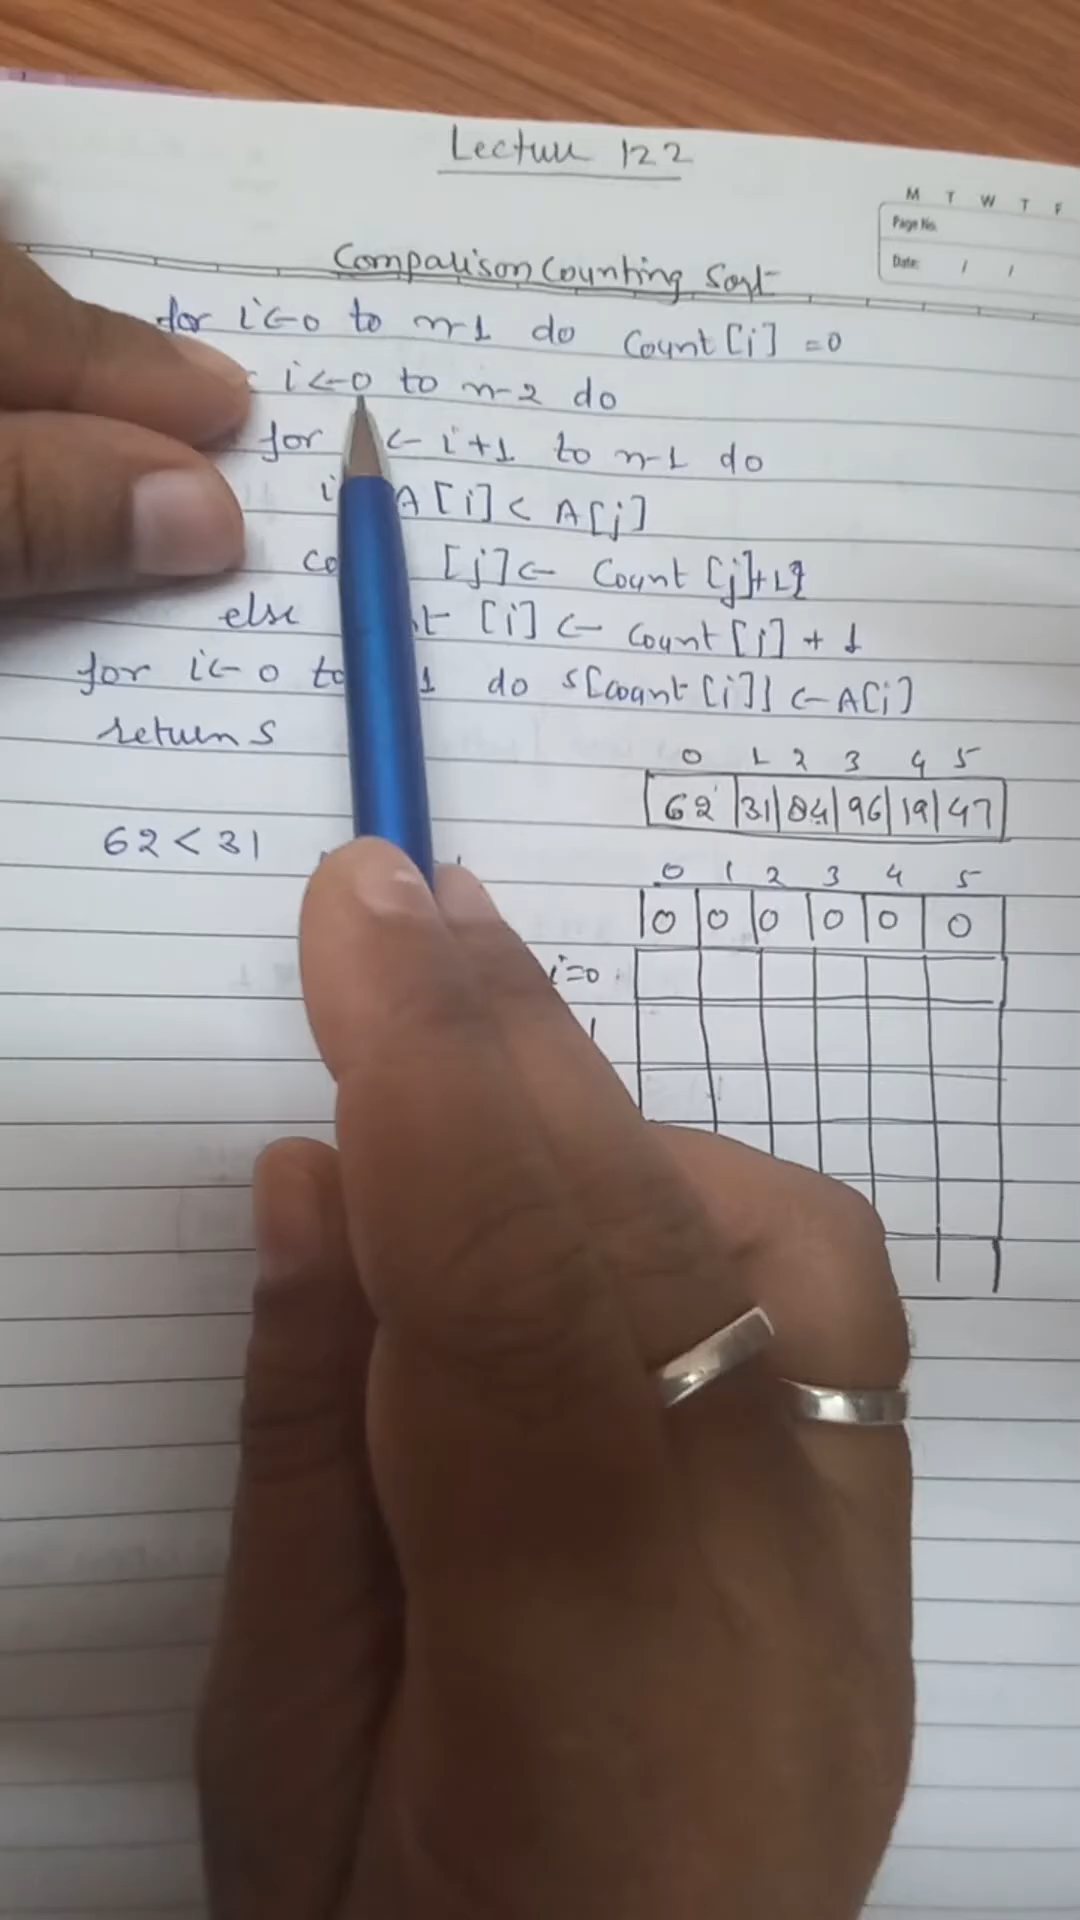 Lecture 122
M T W T F
Page No.
Date: / /
Comparison Counting Sort
for i<-0 to n-1 do Count[i] =0
i<-0 to n-2 do
for <- i+1 to n-1 do
A[i] < A[j]
[j] <- Count [j]+1}
else [i] <- Count[i] + 1
for i<-0 to 1 do S[Count[i]] <- A[i]
return S
0 1 2 3 4 5
62 31 84 96 19 47
62 < 31
0 1 2 3 4 5
0 0 0 0 0 0
i=0
1